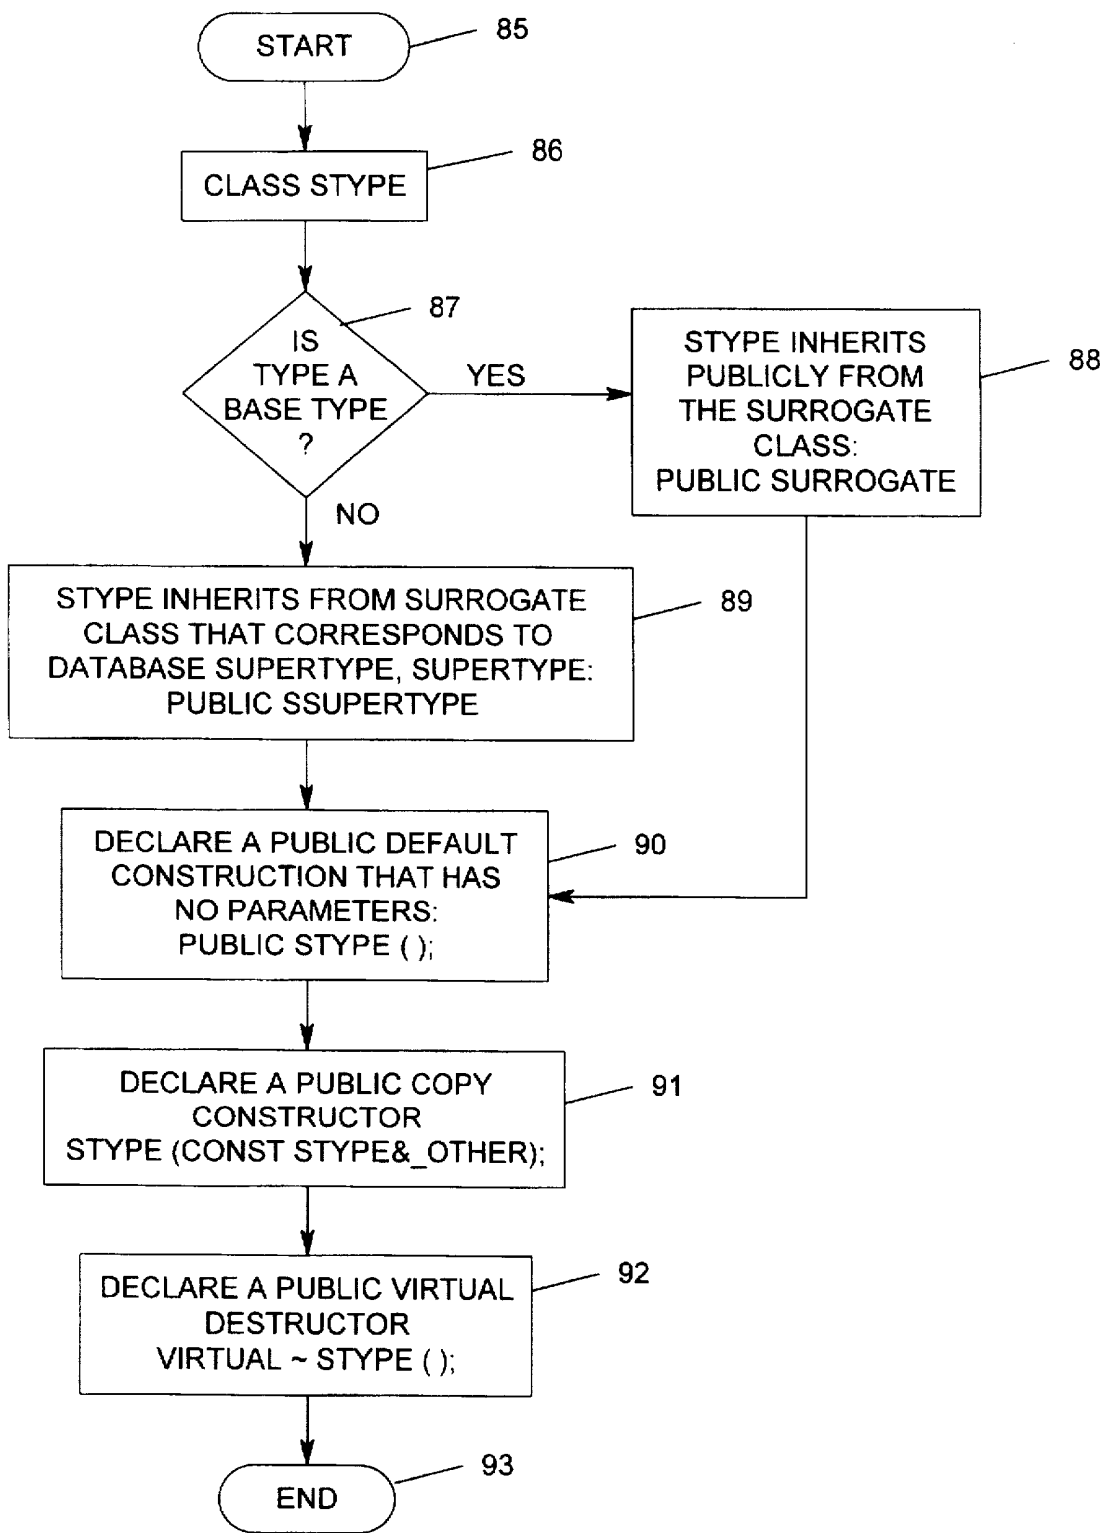 START
85
CLASS STYPE
86
IS
TYPE A
BASE TYPE
?
87
YES
NO
STYPE INHERITS
PUBLICLY FROM
THE SURROGATE
CLASS:
PUBLIC SURROGATE
88
STYPE INHERITS FROM SURROGATE
CLASS THAT CORRESPONDS TO
DATABASE SUPERTYPE, SUPERTYPE:
PUBLIC SSUPERTYPE
89
DECLARE A PUBLIC DEFAULT
CONSTRUCTION THAT HAS
NO PARAMETERS:
PUBLIC STYPE ( );
90
DECLARE A PUBLIC COPY
CONSTRUCTOR
STYPE (CONST STYPE&_OTHER);
91
DECLARE A PUBLIC VIRTUAL
DESTRUCTOR
VIRTUAL ~ STYPE ( );
92
END
93